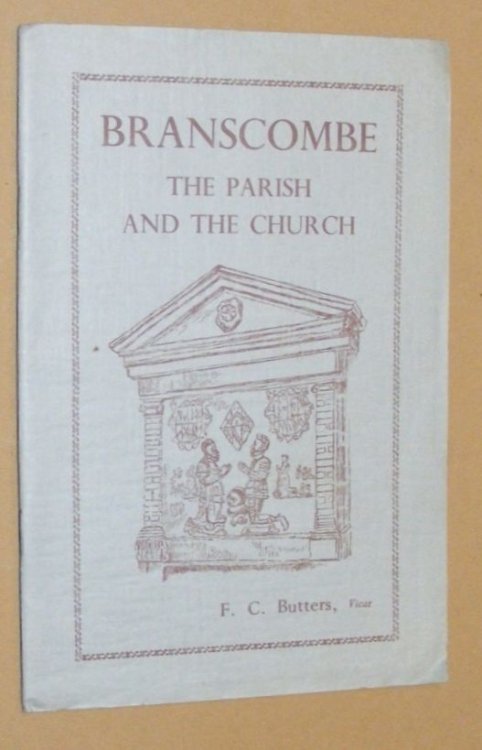 BRANSCOMBE
THE PARISH
AND THE CHURCH
F. C. Butters, Vicar